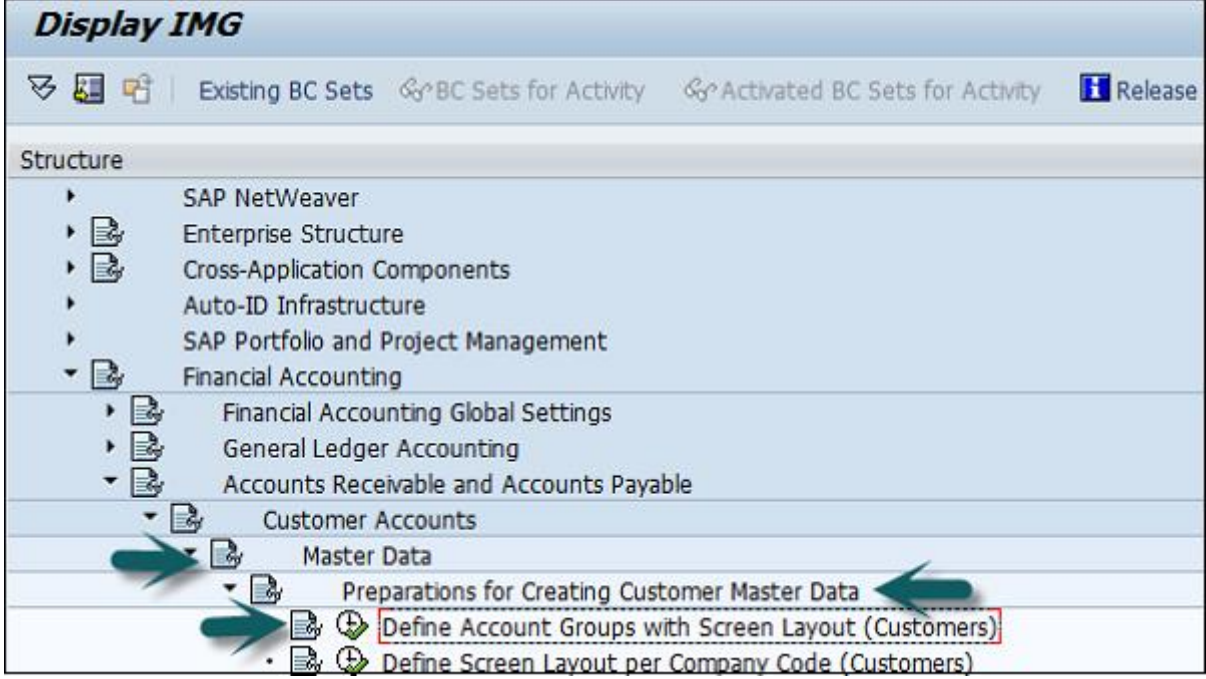 Display IMG
Existing BC Sets BC Sets for Activity Activated BC Sets for Activity Release
Structure
SAP NetWeaver
Enterprise Structure
Cross-Application Components
Auto-ID Infrastructure
SAP Portfolio and Project Management
Financial Accounting
Financial Accounting Global Settings
General Ledger Accounting
Accounts Receivable and Accounts Payable
Customer Accounts
Master Data
Preparations for Creating Customer Master Data
Define Account Groups with Screen Layout (Customers)
Define Screen Layout per Company Code (Customers)